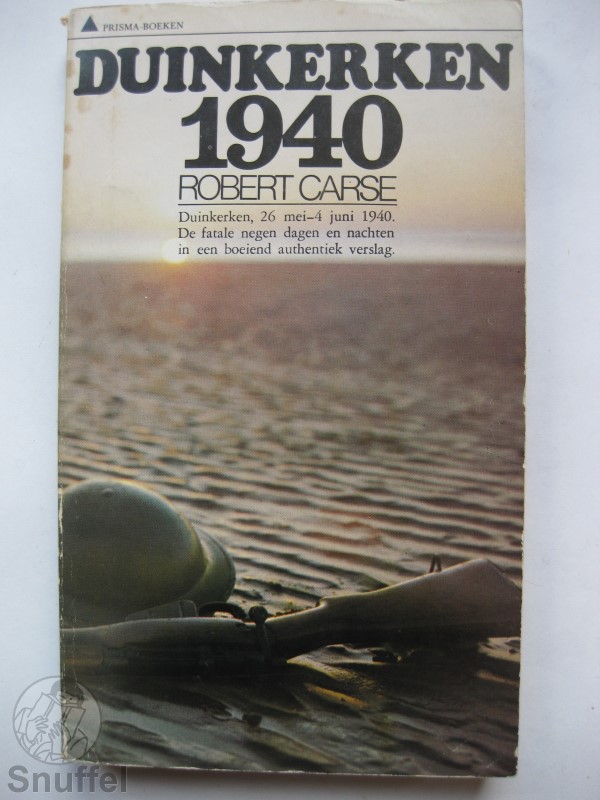 PRISMA-BOEKEN
DUINKERKEN
1940
ROBERT CARSE
Duinkerken, 26 mei-4 juni 1940.
De fatale negen dagen en nachten
in een boeiend authentiek verslag.
Snuffel